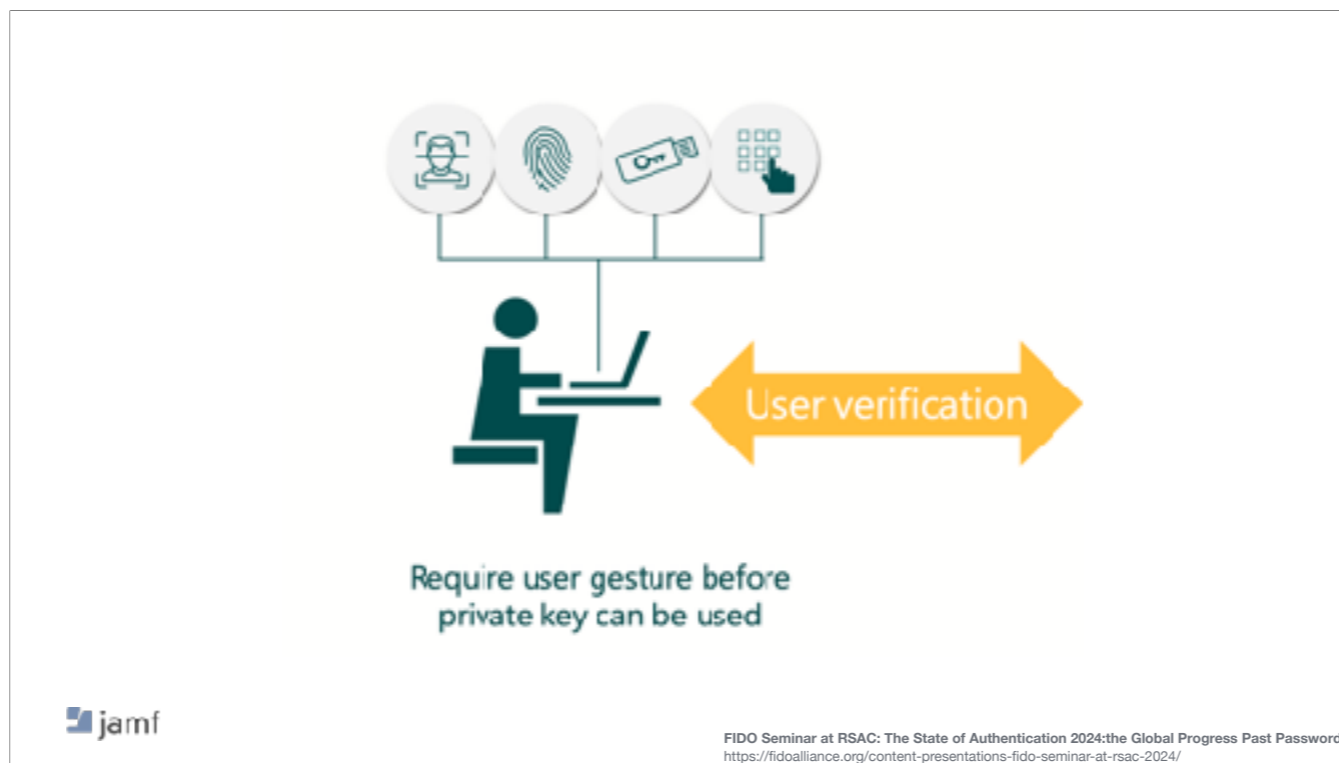 User verification
Require user gesture before
private key can be used
jamf
FIDO Seminar at RSAC: The State of Authentication 2024:the Global Progress Past Password
https://fidoalliance.org/content-presentations-fido-seminar-at-rsac-2024/